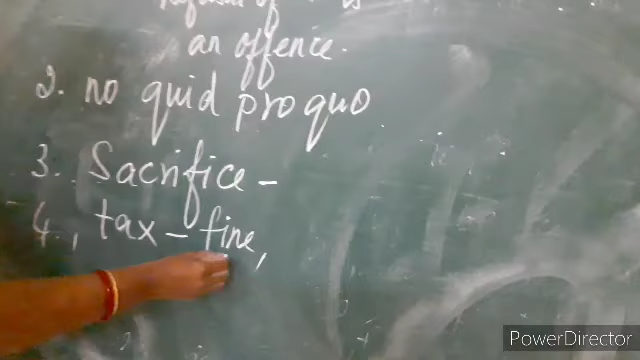 an offence.
2. no quid pro quo
3. Sacrifice -
4., tax - fine,
PowerDirector